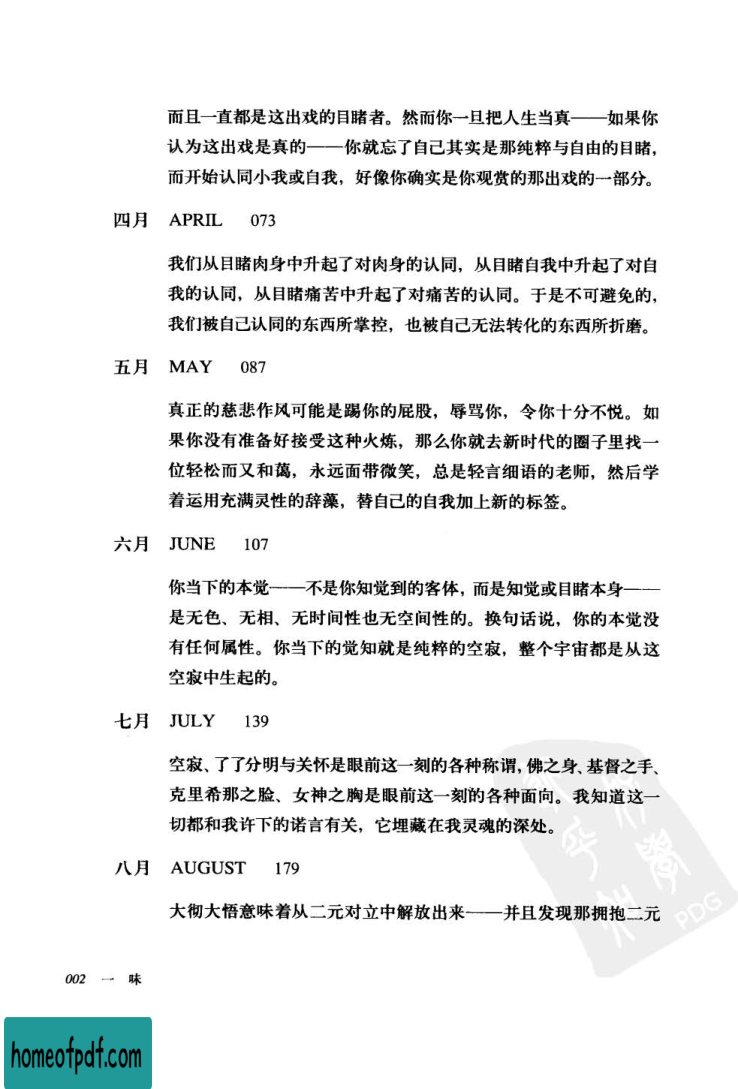 而且一直都是这出戏的目睹者。然而你一旦把人生当真——如果你
认为这出戏是真的——你就忘了自己其实是那纯粹与自由的目睹，
而开始认同小我或自我，好像你确实是你观赏的那出戏的一部分。
四月 APRIL 073
我们从目睹肉身中升起了对肉身的认同，从目睹自我中升起了对自
我的认同，从目睹痛苦中升起了对痛苦的认同。于是不可避免的，
我们被自己认同的东西所掌控，也被自己无法转化的东西所折磨。
五月 MAY 087
真正的慈悲作风可能是踢你的屁股，辱骂你，令你十分不悦。如
果你没有准备好接受这种火炼，那么你就去新时代的圈子里找一
位轻松而又和蔼，永远面带微笑，总是轻言细语的老师，然后学
着运用充满灵性的辞藻，替自己的自我加上新的标签。
六月 JUNE 107
你当下的本觉——不是你知觉到的客体，而是知觉或目睹本身——
是无色、无相、无时间性也无空间性的。换句话说，你的本觉没
有任何属性。你当下的觉知就是纯粹的空寂，整个宇宙都是从这
空寂中生起的。
七月 JULY 139
空寂、了了分明与关怀是眼前这一刻的各种称谓，佛之身、基督之手、
克里希那之脸、女神之胸是眼前这一刻的各种面向。我知道这一
切都和我许下的诺言有关，它埋藏在我灵魂的深处。
八月 AUGUST 179
大彻大悟意味着从二元对立中解放出来——并且发现那拥抱二元
PDG
002 一 味
homeofpdf.com